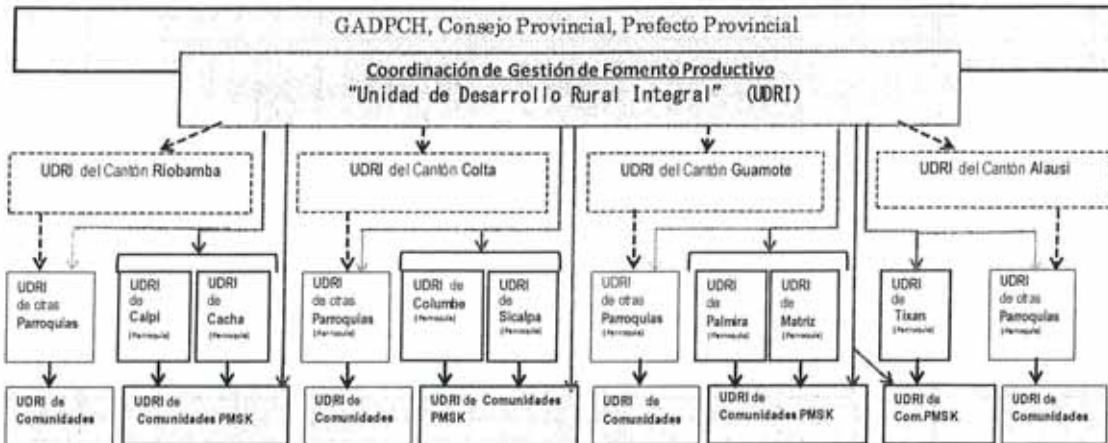 GADPCH, Consejo Provincial, Prefecto Provincial
Coordinación de Gestión de Fomento Productivo
“Unidad de Desarrollo Rural Integral” (UDRI)
UDRI del Cantón Riobamba
UDRI del Cantón Colta
UDRI del Cantón Guamote
UDRI del Cantón Alausi
UDRI
de otas
Parroquias
UDRI
de
Calpi
(Parroquia)
UDRI
de
Cacha
(Parroquia)
UDRI
de otas
Parroquias
(Parroquia)
UDRI de
Columbe
(Parroquia)
UDRI
de
Sicalpa
(Parroquia)
UDRI
de otas
Parroquias
(Parroquia)
UDRI
de
Palmira
(Parroquia)
UDRI
de
Matriz
(Parroquia)
UDRI
de
Tixan
(Parroquia)
UDRI
de otas
Parroquias
(Parroquia)
UDRI de
Comunidades
UDRI de
Comunidades PMSK
UDRI de
Comunidades
UDRI de Comunidades
PMSK
UDRI de
Comunidades
UDRI de
Comunidades PMSK
UDRI de
Com.PMSK
UDRI de
Comunidades